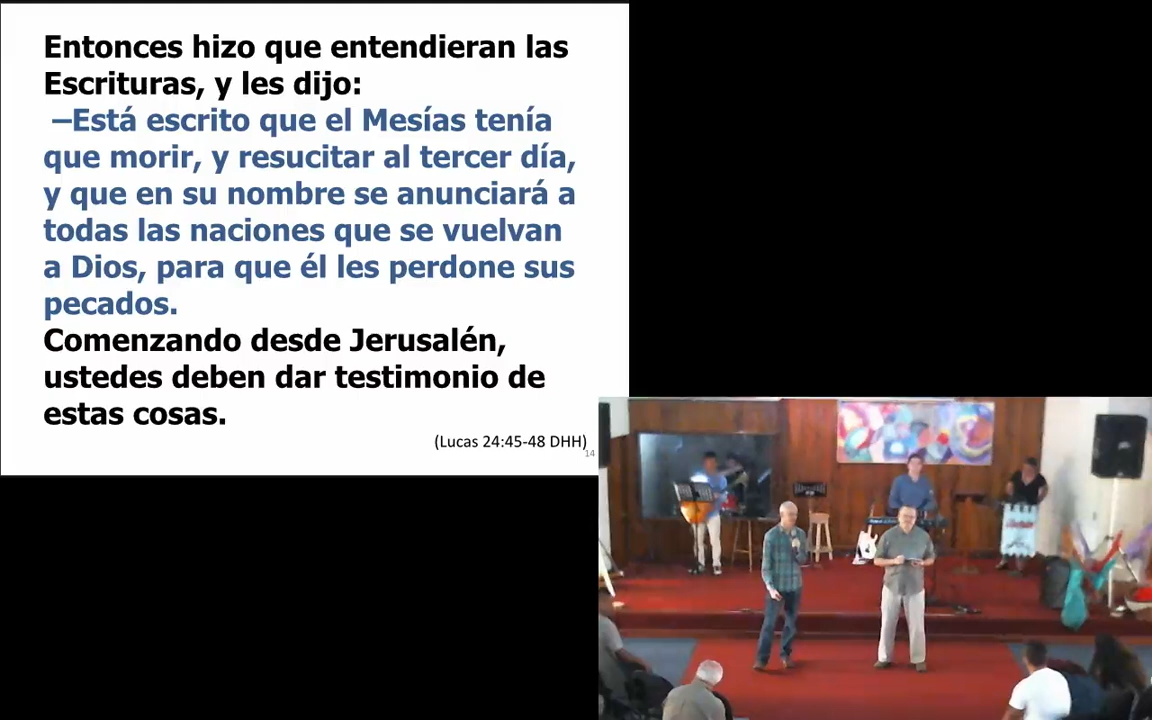 Entonces hizo que entendieran las
Escrituras, y les dijo:
–Está escrito que el Mesías tenía
que morir, y resucitar al tercer día,
y que en su nombre se anunciará a
todas las naciones que se vuelvan
a Dios, para que él les perdone sus
pecados.
Comenzando desde Jerusalén,
ustedes deben dar testimonio de
estas cosas.
(Lucas 24:45-48 DHH)
14